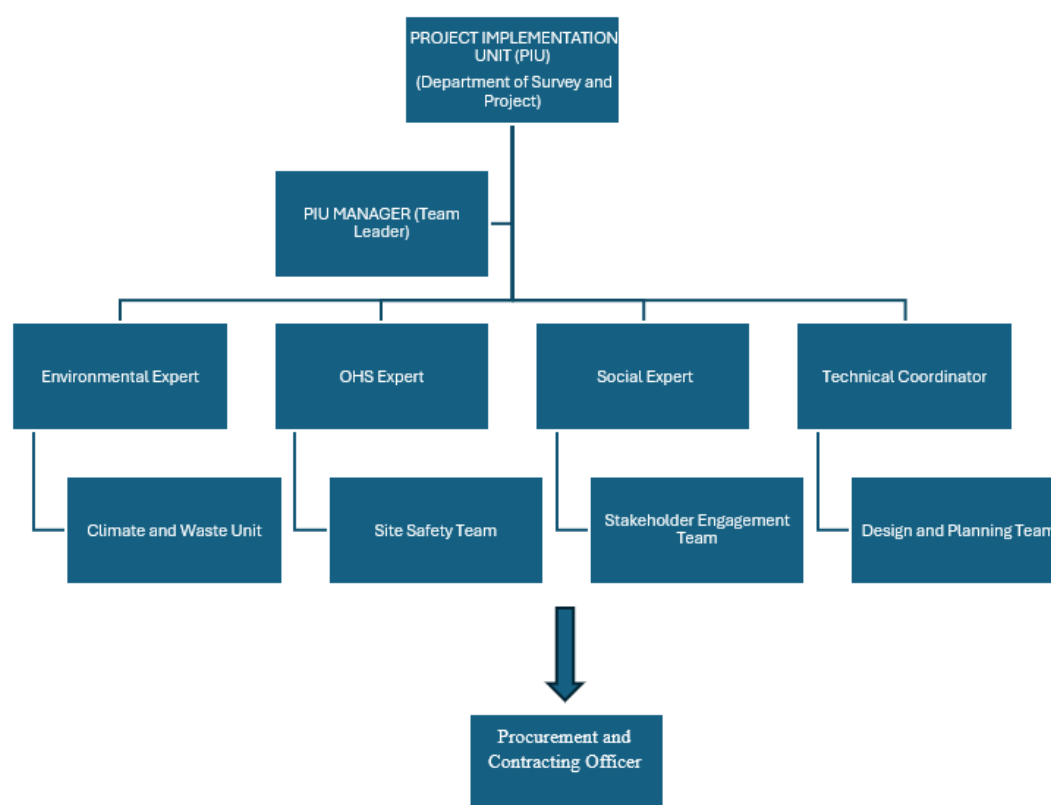 PROJECT IMPLEMENTATION
UNIT (PIU)
(Department of Survey and
Project)
PIU MANAGER (Team
Leader)
Environmental Expert
OHS Expert
Social Expert
Technical Coordinator
Climate and Waste Unit
Site Safety Team
Stakeholder Engagement
Team
Design and Planning Team
Procurement and
Contracting Officer